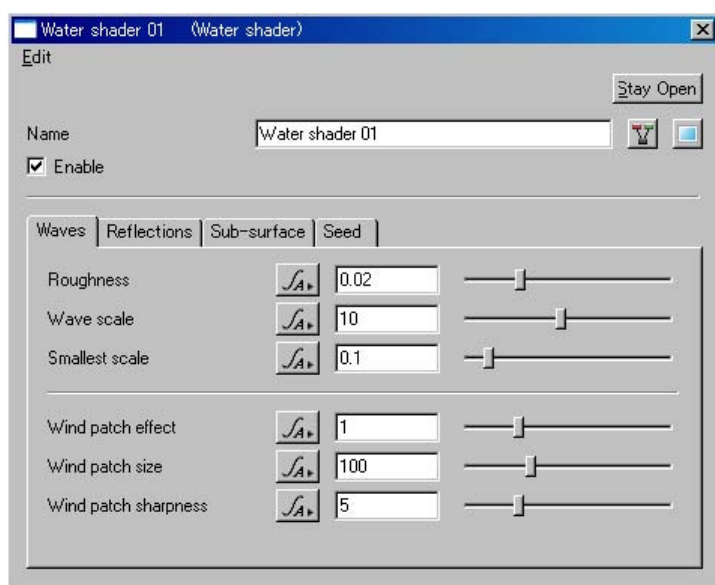 Water shader 01 (Water shader)
Edit
Stay Open
Name Water shader 01
Enable
Waves Reflections Sub-surface Seed
Roughness 0.02
Wave scale 10
Smallest scale 0.1
Wind patch effect 1
Wind patch size 100
Wind patch sharpness 5